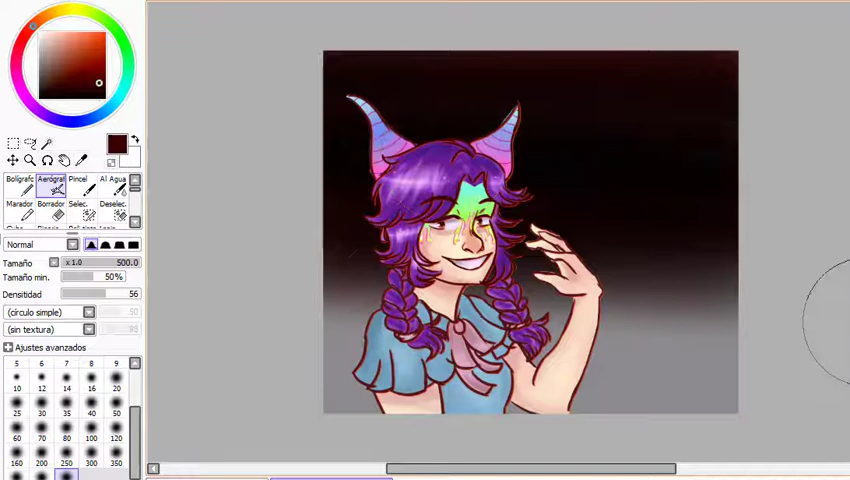 Bolígrafo
Aerógraf
Pincel
Al Agua
Marador
Borrador
Selec.
Deselec.
Normal
Tamaño
x 1.0
500.0
Tamaño min.
50%
Densitidad
56
(círculo simple)
50
(sin textura)
Ajustes avanzados
5 6 7 8 9
10 12 14 16 20
25 30 35 40 50
60 70 80 100 120
160 200 250 300 350